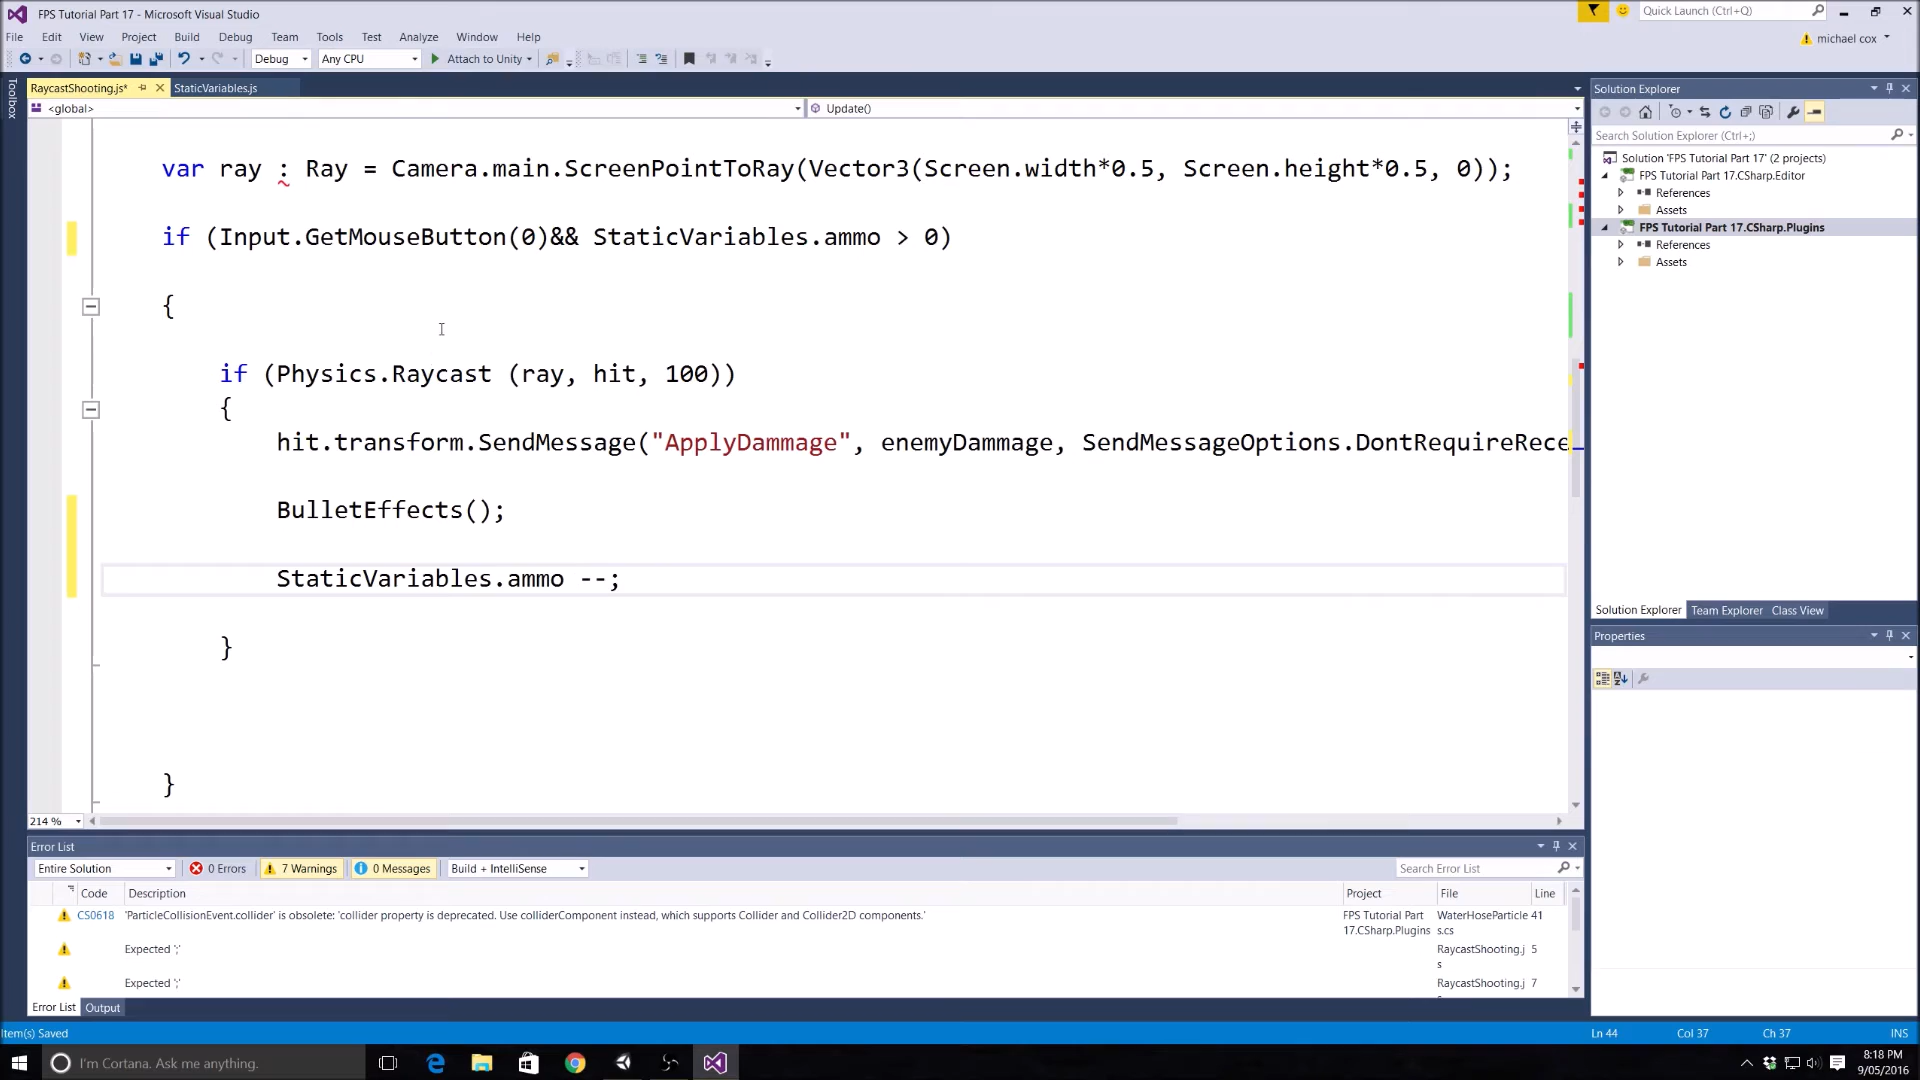 FPS Tutorial Part 17 - Microsoft Visual Studio
Quick Launch (Ctrl+Q)
File Edit View Project Build Debug Team Tools Test Analyze Window Help
michael cox
Debug Any CPU Attach to Unity
RaycastShooting.js* StaticVariables.js
<global> Update()
Toolbox
var ray : Ray = Camera.main.ScreenPointToRay(Vector3(Screen.width*0.5, Screen.height*0.5, 0));
if (Input.GetMouseButton(0)&& StaticVariables.ammo > 0)
{
if (Physics.Raycast (ray, hit, 100))
{
hit.transform.SendMessage("ApplyDammage", enemyDammage, SendMessageOptions.DontRequireRece
BulletEffects();
StaticVariables.ammo --;
}
}
214 %
Solution Explorer
Search Solution Explorer (Ctrl+;)
Solution 'FPS Tutorial Part 17' (2 projects)
FPS Tutorial Part 17.CSharp.Editor
References
Assets
FPS Tutorial Part 17.CSharp.Plugins
References
Assets
Solution Explorer Team Explorer Class View
Properties
Error List
Entire Solution 0 Errors 7 Warnings 0 Messages Build + IntelliSense Search Error List
Code Description Project File Line
CS0618 'ParticleCollisionEvent.collider' is obsolete: 'collider property is deprecated. Use colliderComponent instead, which supports Collider and Collider2D components.' FPS Tutorial Part WaterHoseParticle 41
17.CSharp.Plugins s.cs
Expected ';' RaycastShooting.j 5
s
Expected ';' RaycastShooting.j 7
Error List Output
Item(s) Saved Ln 44 Col 37 Ch 37 INS
I'm Cortana. Ask me anything.
8:18 PM
9/05/2016